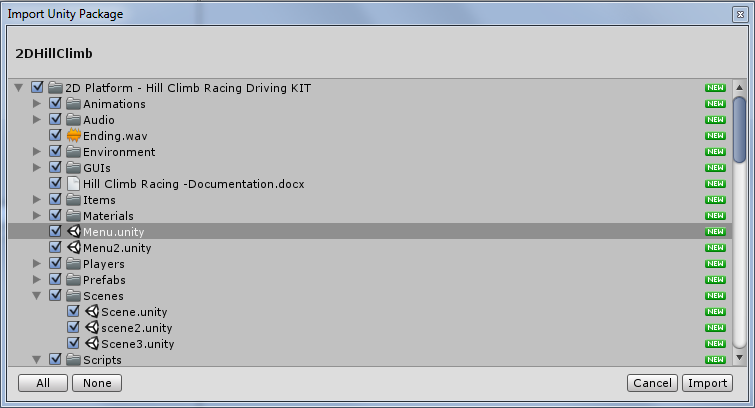 Import Unity Package
2DHillClimb
2D Platform - Hill Climb Racing Driving KIT NEW
Animations NEW
Audio NEW
Ending.wav NEW
Environment NEW
GUIs NEW
Hill Climb Racing -Documentation.docx NEW
Items NEW
Materials NEW
Menu.unity NEW
Menu2.unity NEW
Players NEW
Prefabs NEW
Scenes NEW
Scene.unity NEW
scene2.unity NEW
Scene3.unity NEW
Scripts NEW
All None Cancel Import